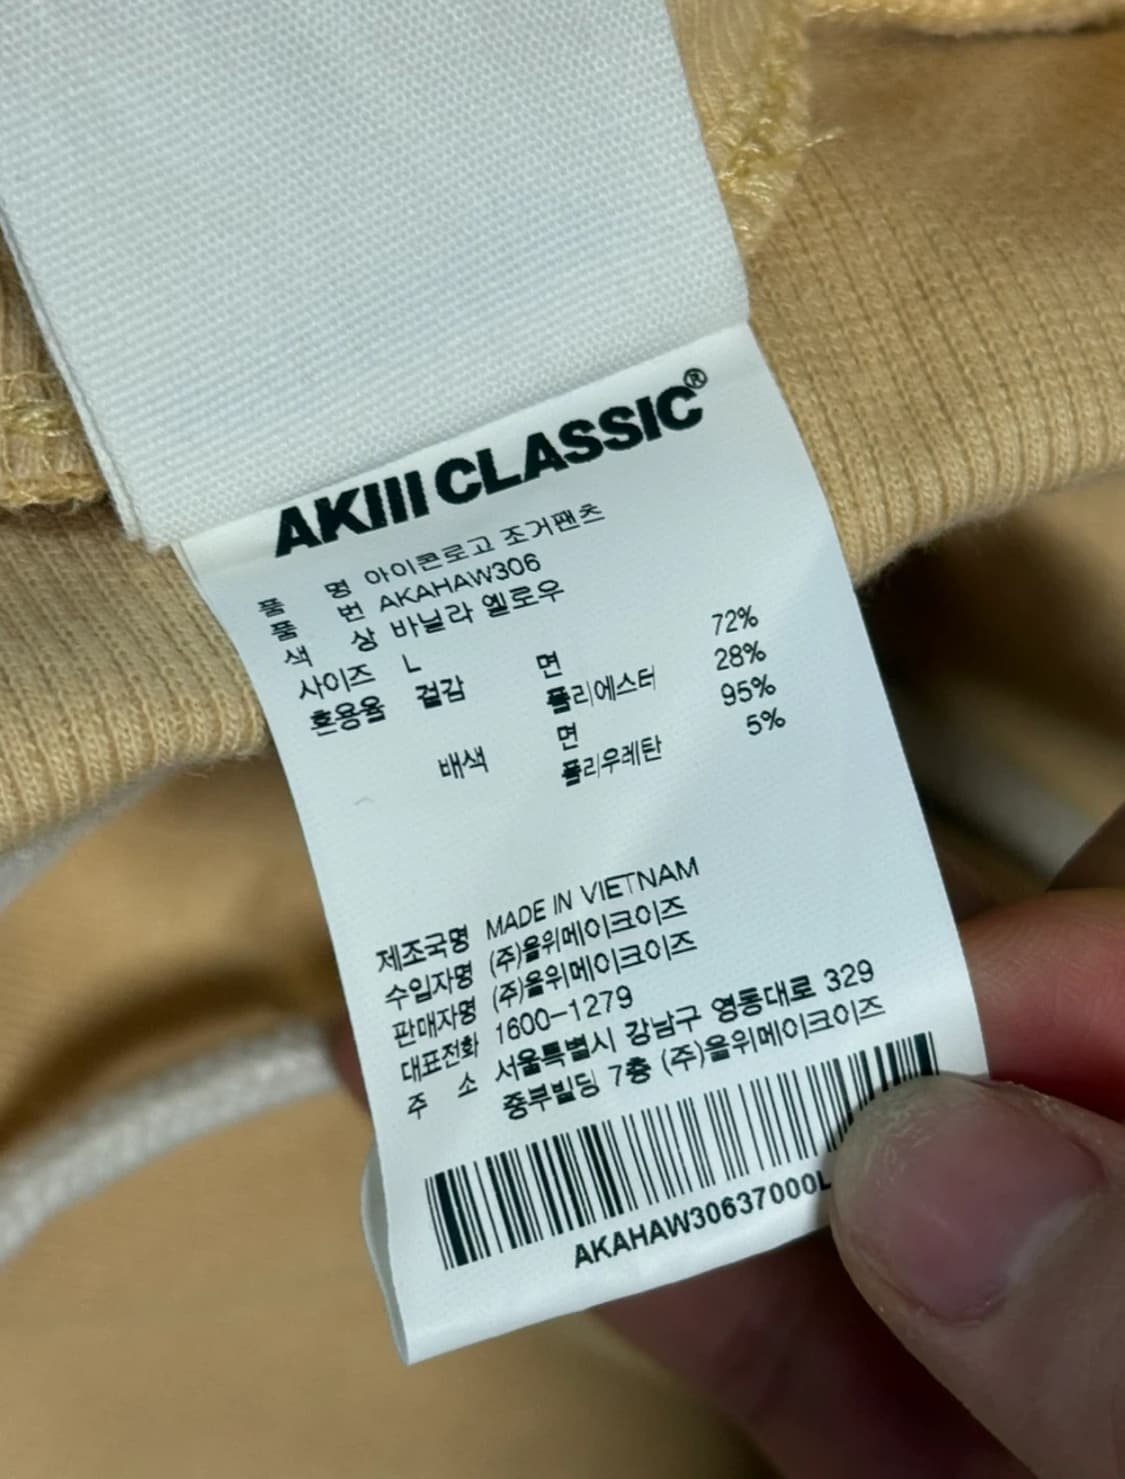 AKIII CLASSIC®
품 명 아이콘로고 조거팬츠
품 번 AKAHAW306
색 상 바닐라 옐로우
사이즈 L
혼용율 겉감 면 72%
폴리에스터 28%
배색 면 95%
폴리우레탄 5%
제조국명 MADE IN VIETNAM
수입자명 (주)올위메이크이즈
판매자명 (주)올위메이크이즈
대표전화 1600-1279
주 소 서울특별시 강남구 영동대로 329
중부빌딩 7층 (주)올위메이크이즈
AKAHAW30637000L